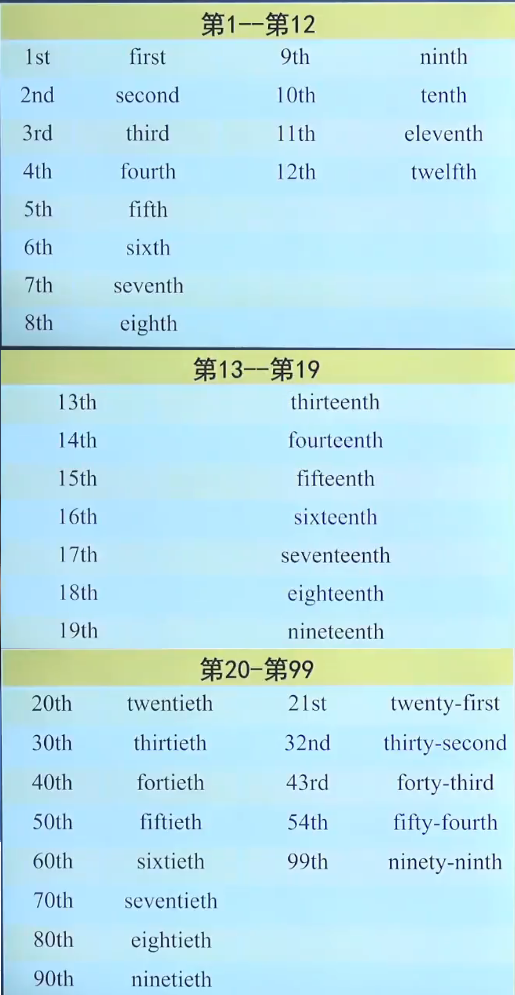 第1--第12
1st first 9th ninth
2nd second 10th tenth
3rd third 11th eleventh
4th fourth 12th twelfth
5th fifth
6th sixth
7th seventh
8th eighth
第13--第19
13th thirteenth
14th fourteenth
15th fifteenth
16th sixteenth
17th seventeenth
18th eighteenth
19th nineteenth
第20-第99
20th twentieth 21st twenty-first
30th thirtieth 32nd thirty-second
40th fortieth 43rd forty-third
50th fiftieth 54th fifty-fourth
60th sixtieth 99th ninety-ninth
70th seventieth
80th eightieth
90th ninetieth